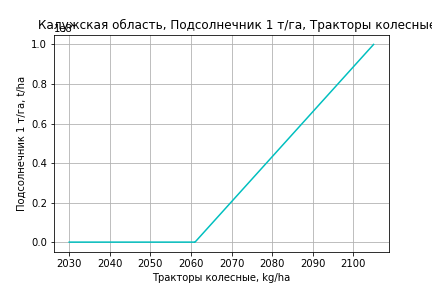 Калужская область, Подсолнечник 1 т/га, Тракторы колесные
1.0
0.8
0.6
0.4
0.2
0.0
Подсолнечник 1 т/га, t/ha
2030 2040 2050 2060 2070 2080 2090 2100
Тракторы колесные, kg/ha